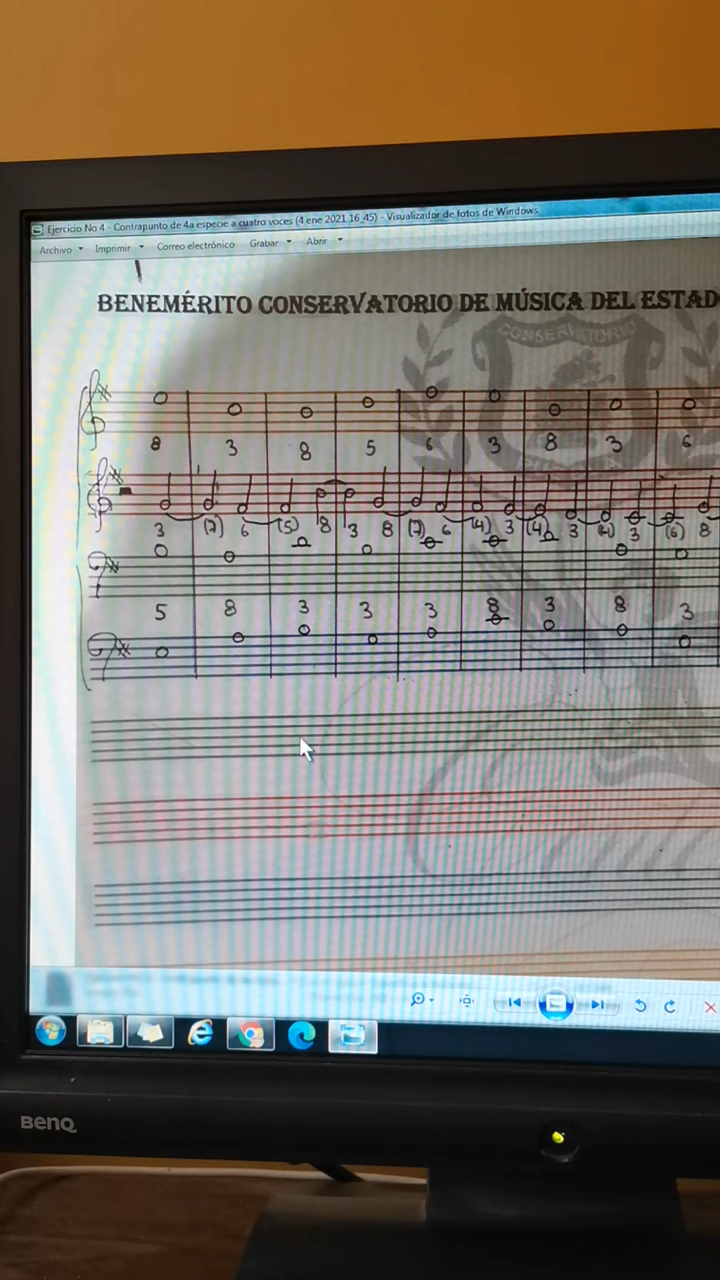 Ejercicio No 4 - Contrapunto de 4a especie a cuatro voces (4 ene 2021 16_45) - Visualizador de fotos de Windows
Archivo Imprimir Correo electrónico Grabar Abrir
BENEMÉRITO CONSERVATORIO DE MÚSICA DEL ESTAD
CONSERVATORIO
8 3 8 5 6 3 8 3 6
3 (7) 6 (5) 8 3 8 (7) 6 (4) 3 (4) 3 (4) 3 (6) 8
5 8 3 3 3 8 3 8 3
BenQ